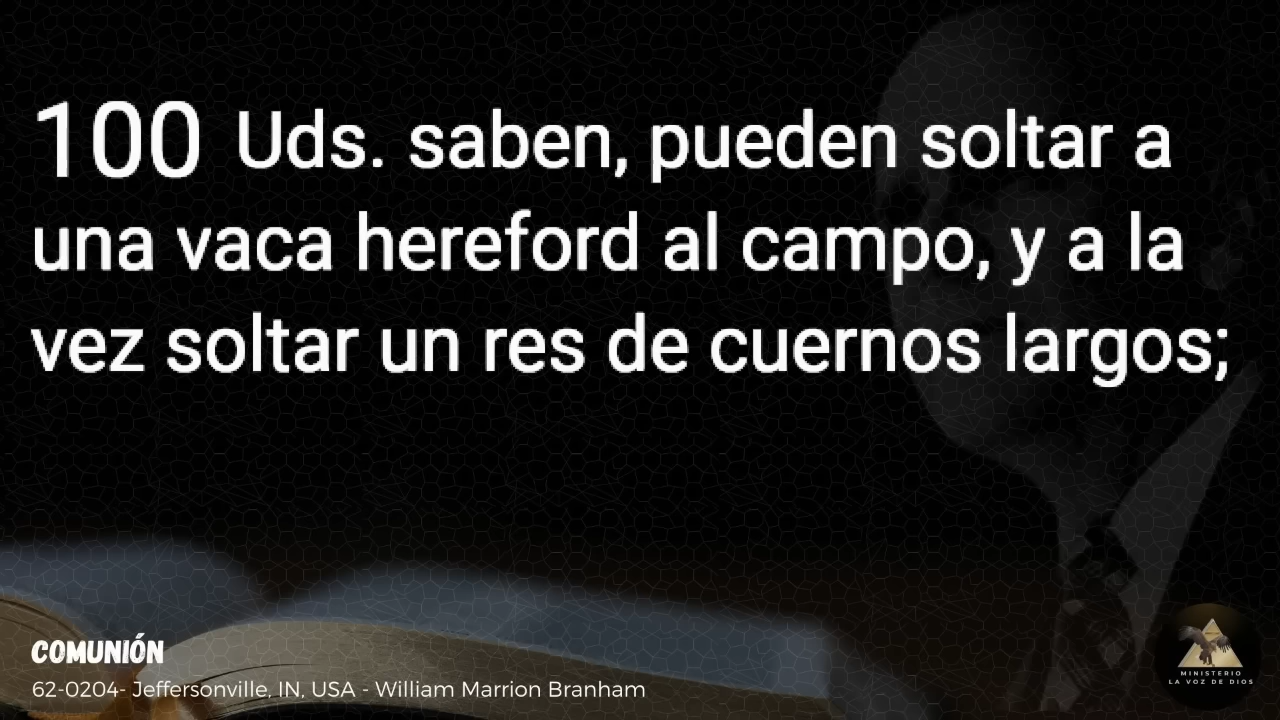 100 Uds. saben, pueden soltar a
una vaca hereford al campo, y a la
vez soltar un res de cuernos largos;
COMUNIÓN
62-0204- Jeffersonville, IN, USA - William Marrion Branham
MINISTERIO
LA VOZ DE DIOS